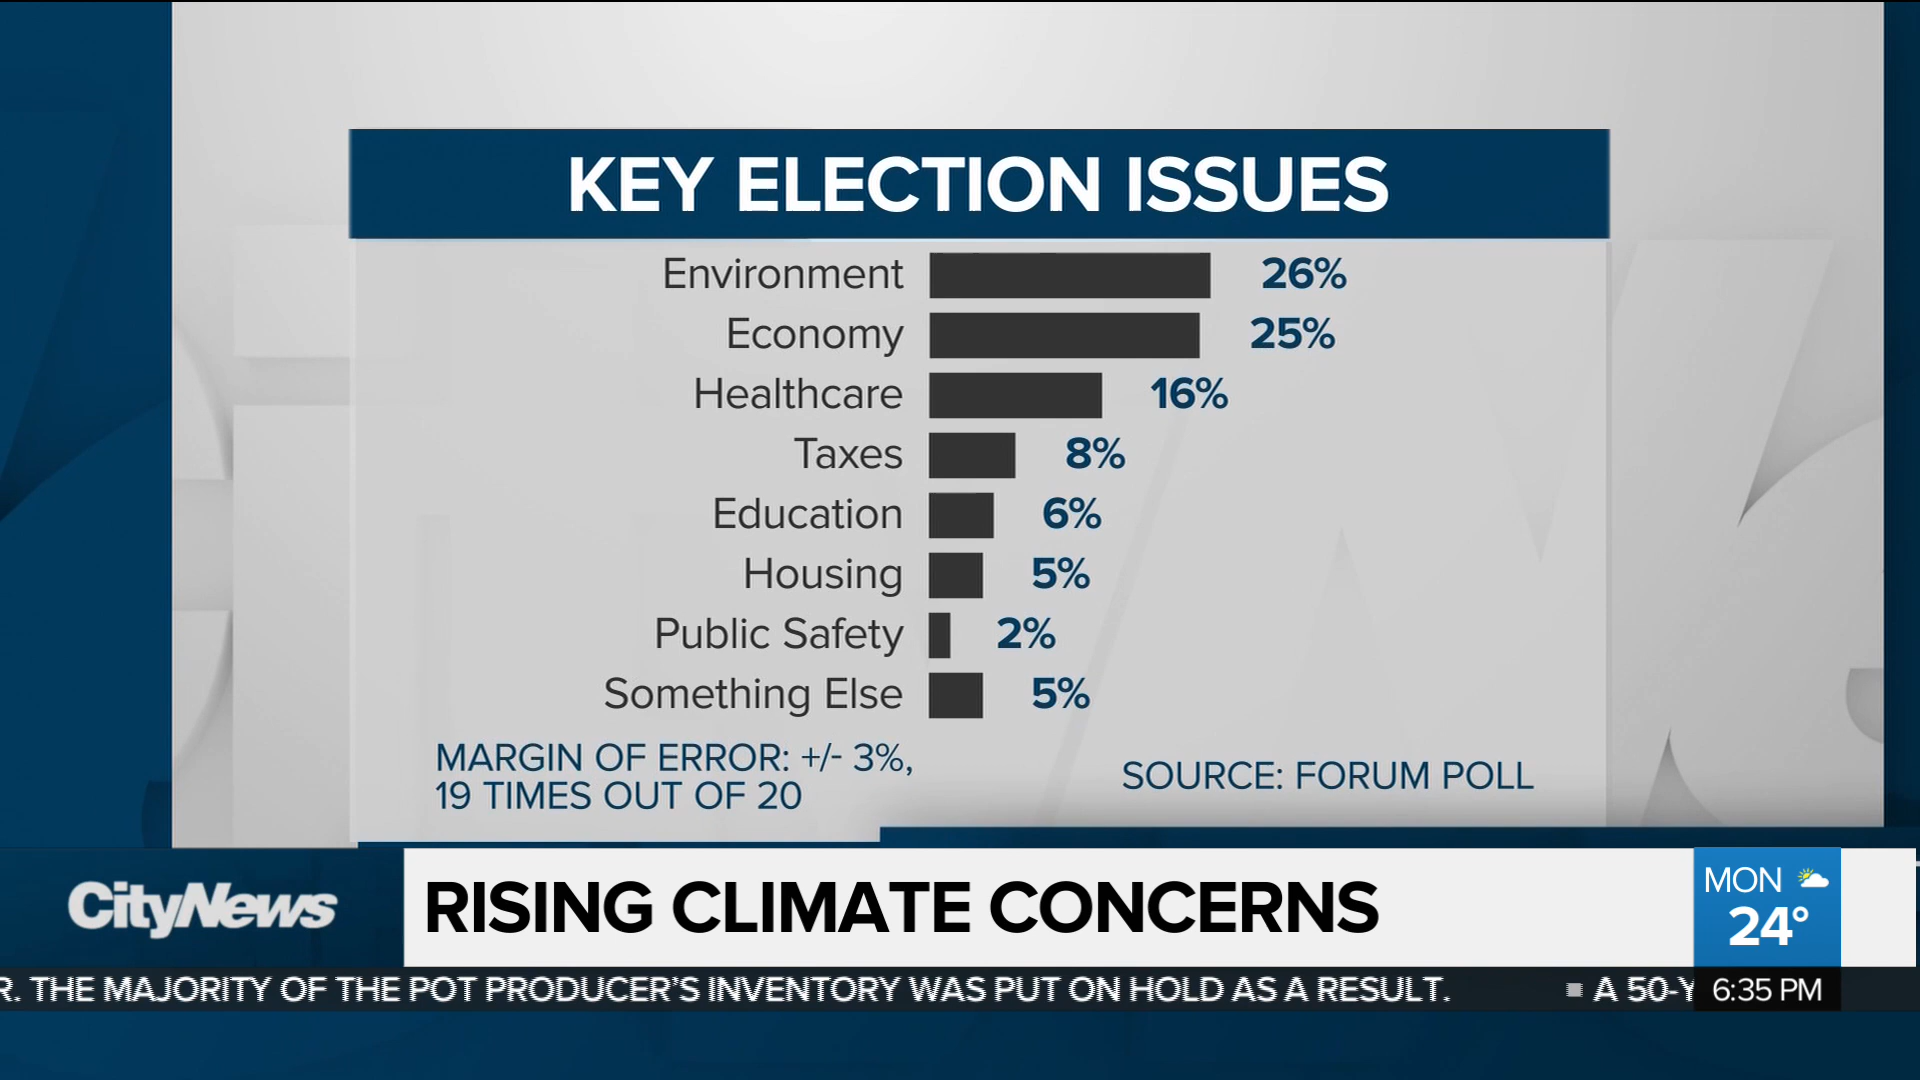 KEY ELECTION ISSUES
Environment 26%
Economy 25%
Healthcare 16%
Taxes 8%
Education 6%
Housing 5%
Public Safety 2%
Something Else 5%
MARGIN OF ERROR: +/- 3%,
19 TIMES OUT OF 20
SOURCE: FORUM POLL
CityNews
RISING CLIMATE CONCERNS
MON
24°
R. THE MAJORITY OF THE POT PRODUCER'S INVENTORY WAS PUT ON HOLD AS A RESULT. ■ A 50-Y
6:35 PM